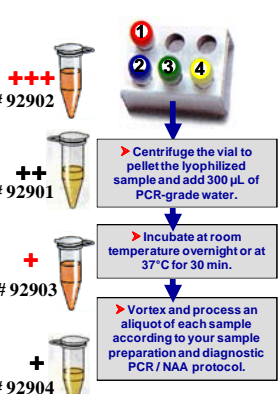 1
2
3
4
+++
# 92902
++
# 92901
+
# 92903
+
# 92904
➤ Centrifuge the vial to
pellet the lyophilized
sample and add 300 µL of
PCR-grade water.
➤ Incubate at room
temperature overnight or at
37°C for 30 min.
➤ Vortex and process an
aliquot of each sample
according to your sample
preparation and diagnostic
PCR / NAA protocol.